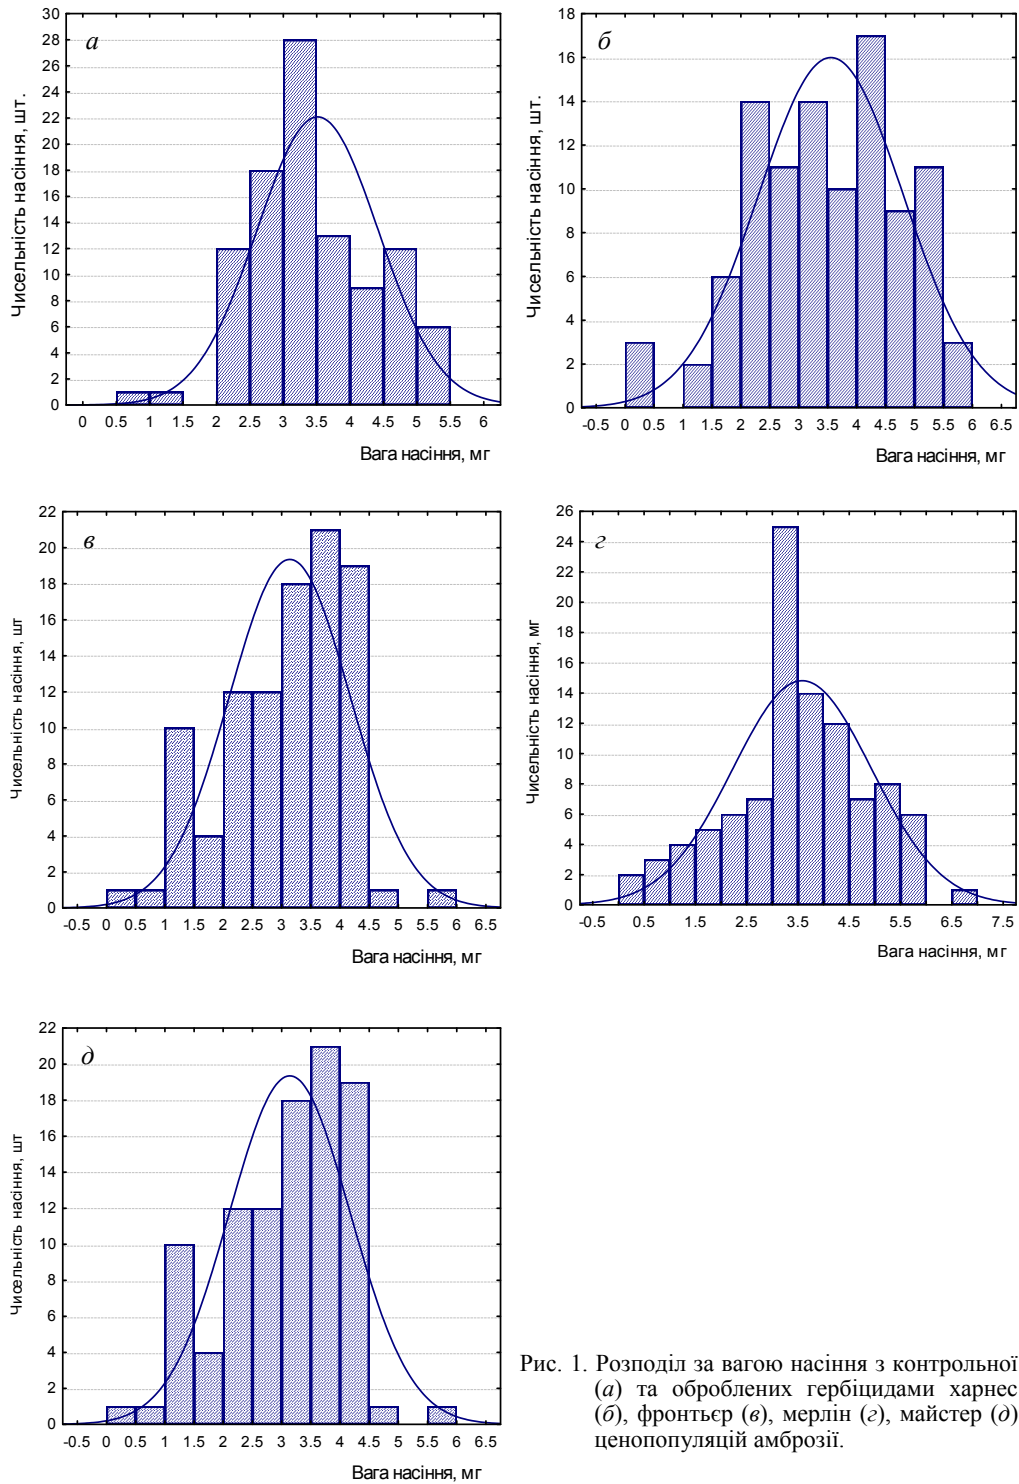 а
Чисельність насіння, шт.
30
28
26
24
22
20
18
16
14
12
10
8
6
4
2
0
0 0.5 1 1.5 2 2.5 3 3.5 4 4.5 5 5.5 6
Вага насіння, мг
б
Чисельність насіння, шт.
18
16
14
12
10
8
6
4
2
0
-0.5 0 0.5 1 1.5 2 2.5 3 3.5 4 4.5 5 5.5 6 6.5
Вага насіння, мг
в
Чисельність насіння, шт
22
20
18
16
14
12
10
8
6
4
2
0
-0.5 0 0.5 1 1.5 2 2.5 3 3.5 4 4.5 5 5.5 6 6.5
Вага насіння, мг
г
Чисельність насіння, мг
26
24
22
20
18
16
14
12
10
8
6
4
2
0
-0.5 0.5 1.5 2.5 3.5 4.5 5.5 6.5 7.5
Вага насіння, мг
д
Чисельність насіння, шт
22
20
18
16
14
12
10
8
6
4
2
0
-0.5 0 0.5 1 1.5 2 2.5 3 3.5 4 4.5 5 5.5 6 6.5
Вага насіння, мг
Рис. 1. Розподіл за вагою насіння з контрольної
(а) та оброблених гербіцидами харнес
(б), фронтьєр (в), мерлін (г), майстер (д)
ценопопуляцій амброзії.